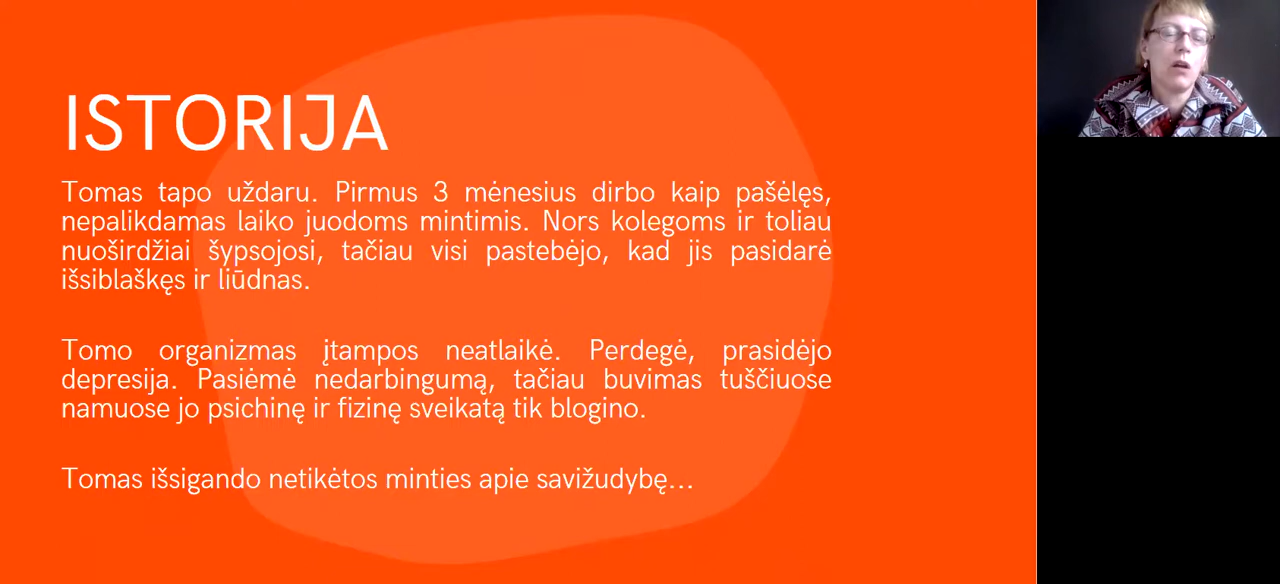 ISTORIJA
Tomas tapo uždaru. Pirmus 3 mėnesius dirbo kaip pašėlęs,
nepalikdamas laiko juodoms mintimis. Nors kolegoms ir toliau
nuoširdžiai šypsojosi, tačiau visi pastebėjo, kad jis pasidarė
išsiblaškęs ir liūdnas.
Tomo organizmas įtampos neatlaikė. Perdegė, prasidėjo
depresija. Pasiėmė nedarbingumą, tačiau buvimas tuščiuose
namuose jo psichinę ir fizinę sveikatą tik blogino.
Tomas išsigando netikėtos minties apie savižudybę...